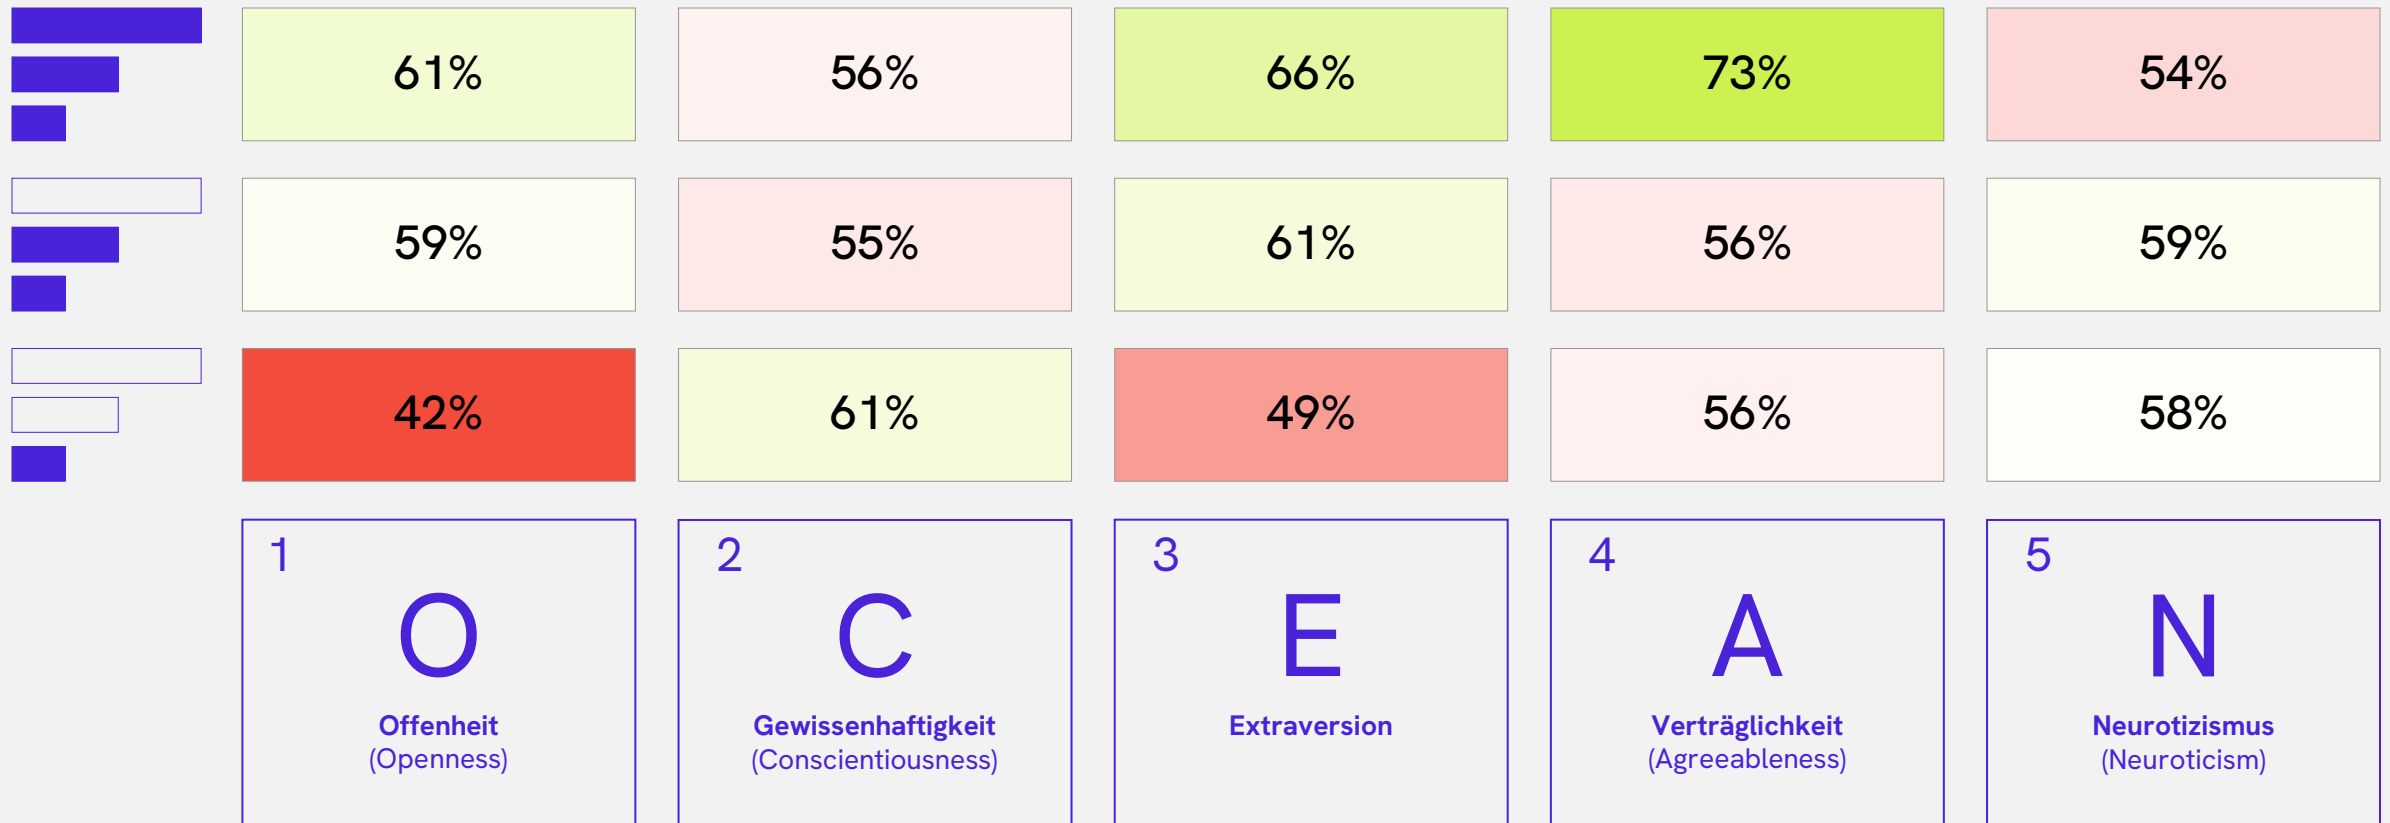 61% 56% 66% 73% 54%
59% 55% 61% 56% 59%
42% 61% 49% 56% 58%
1 2 3 4 5
O C E A N
Offenheit Gewissenhaftigkeit Extraversion Verträglichkeit Neurotizismus
(Openness) (Conscientiousness) (Agreeableness) (Neuroticism)